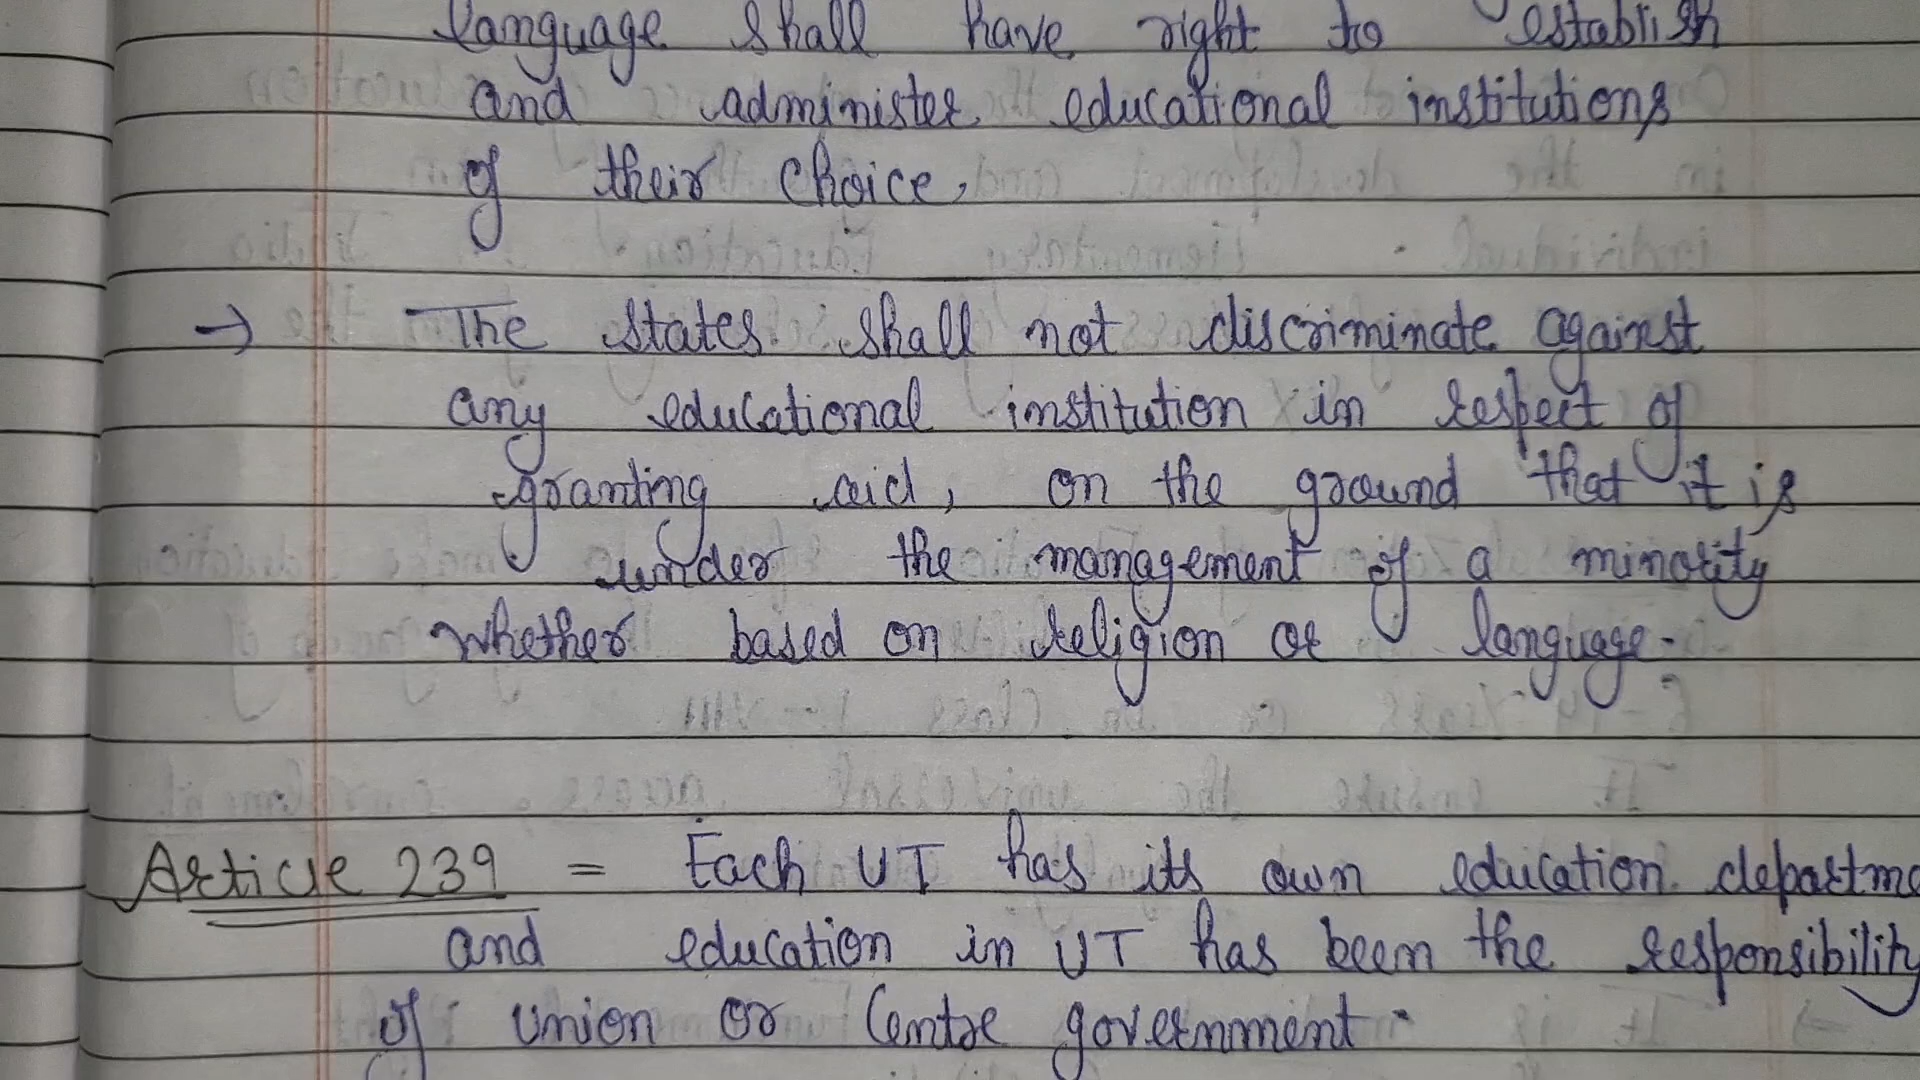 language shall have right to establish
and administer educational institutions
of their choice,
→ The states shall not discriminate against
any educational institution in respect of
granting aid, on the ground that it is
under the management of a minority
whether based on religion or language.
Article 239 = Each UT has its own education departme
and education in UT has been the responsibility
of union or Centre government.